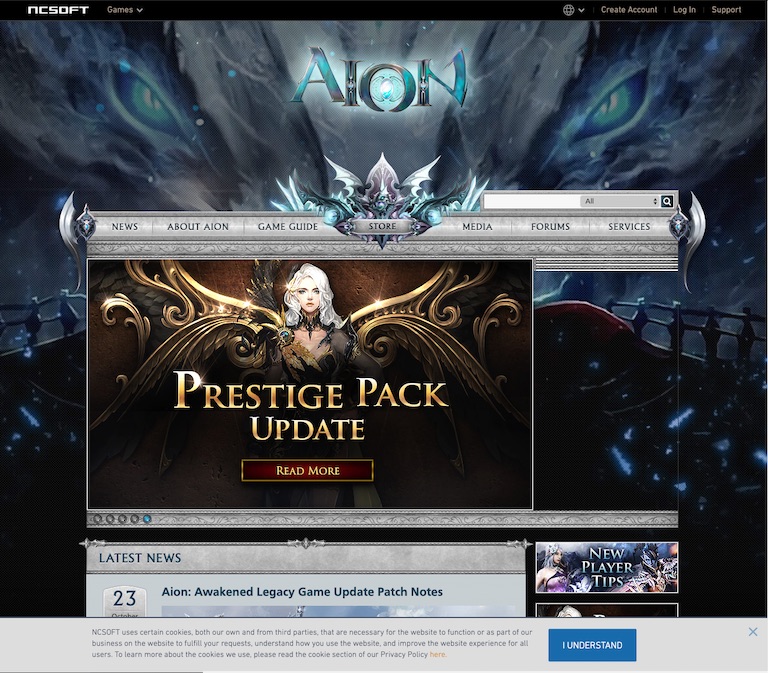 NCSOFT
Games
Create Account
Log In
Support
AION
All
NEWS
ABOUT AION
GAME GUIDE
STORE
MEDIA
FORUMS
SERVICES
PRESTIGE PACK
UPDATE
READ MORE
LATEST NEWS
NEW
PLAYER
TIPS
23
October
Aion: Awakened Legacy Game Update Patch Notes
NCSOFT uses certain cookies, both our own and from third parties, that are necessary for the website to function or as part of our
business on the website to fulfill your requests, understand how you use the website, and improve the website experience for all
users. To learn more about the cookies we use, please read the cookie section of our Privacy Policy here.
I UNDERSTAND